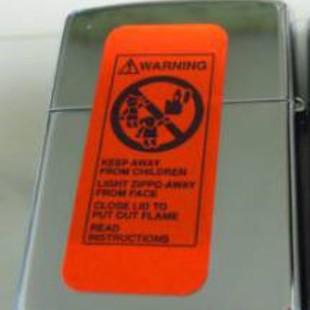 WARNING
KEEP AWAY
FROM CHILDREN
LIGHT ZIPPO AWAY
FROM FACE
CLOSE LID TO
PUT OUT FLAME
READ
INSTRUCTIONS